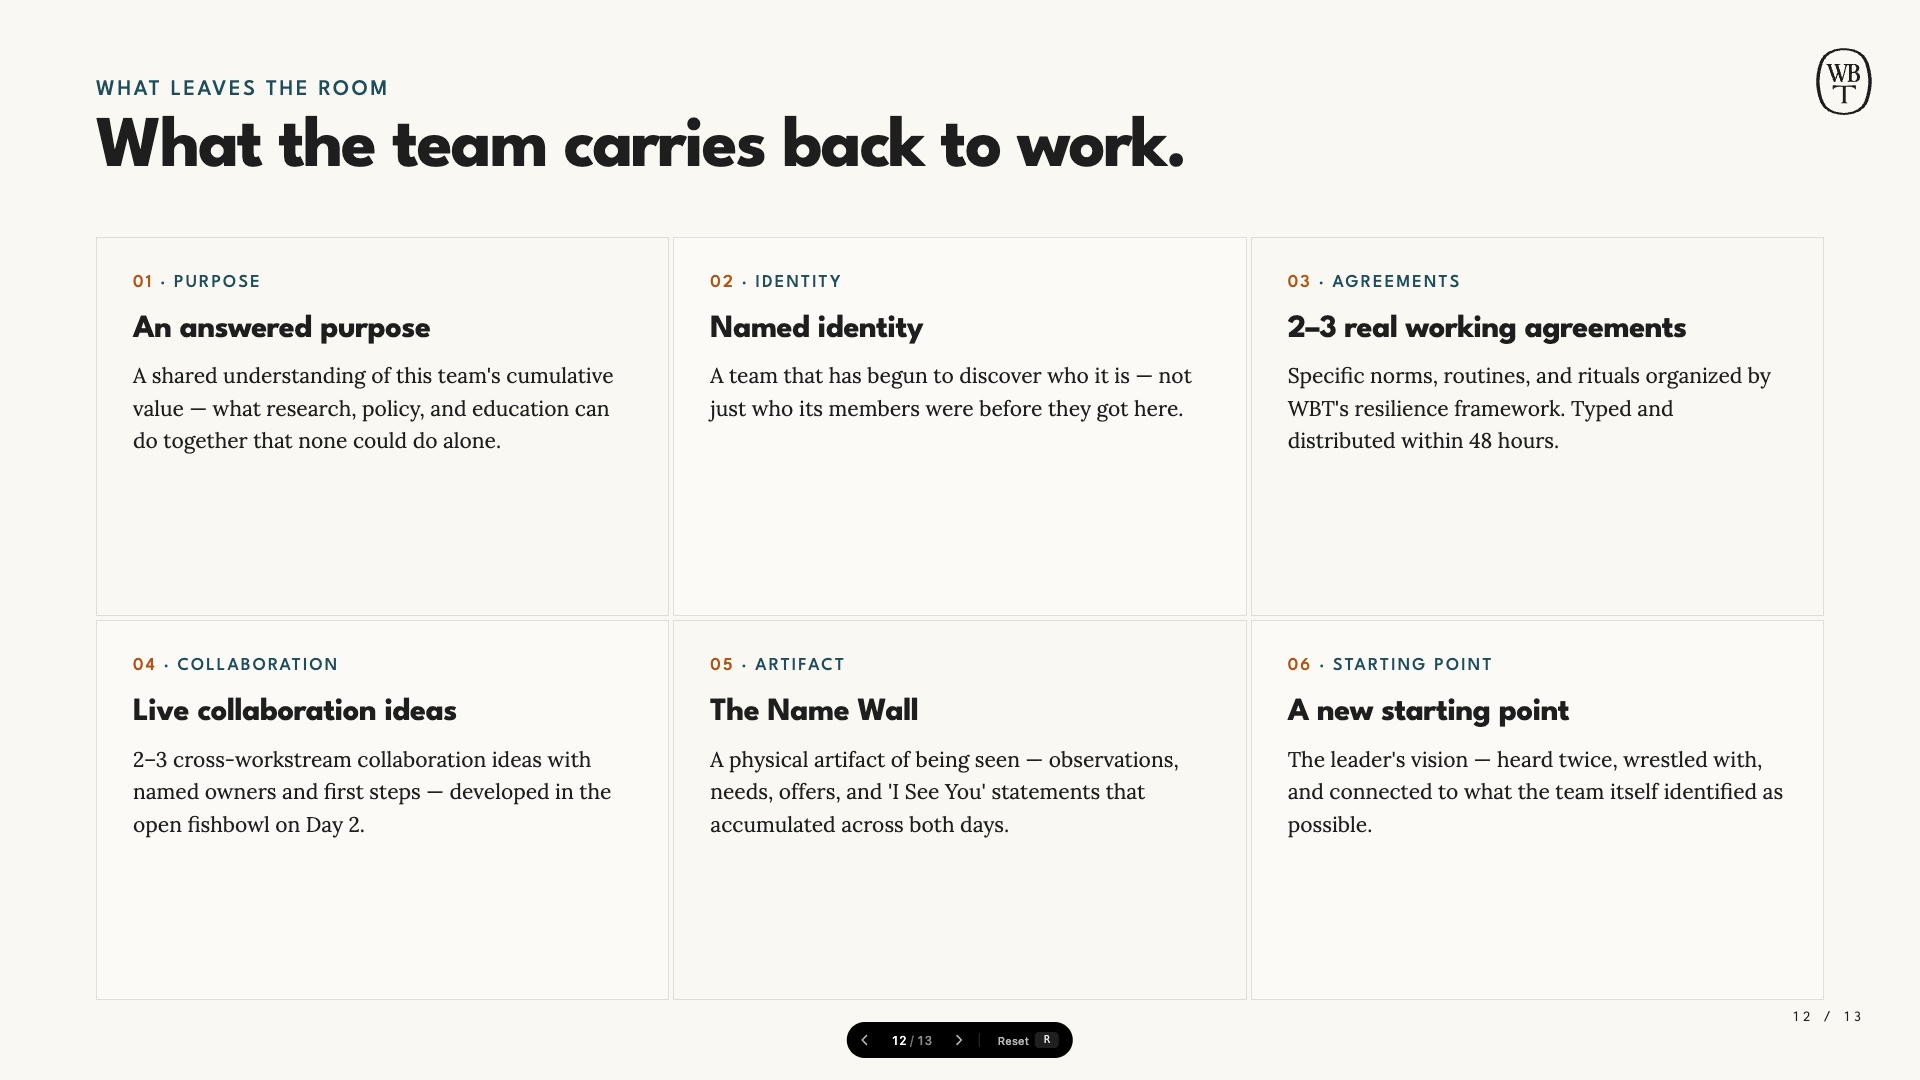 WHAT LEAVES THE ROOM
What the team carries back to work.
WB
T
01 · PURPOSE
An answered purpose
A shared understanding of this team's cumulative
value — what research, policy, and education can
do together that none could do alone.
02 · IDENTITY
Named identity
A team that has begun to discover who it is — not
just who its members were before they got here.
03 · AGREEMENTS
2–3 real working agreements
Specific norms, routines, and rituals organized by
WBT's resilience framework. Typed and
distributed within 48 hours.
04 · COLLABORATION
Live collaboration ideas
2–3 cross-workstream collaboration ideas with
named owners and first steps — developed in the
open fishbowl on Day 2.
05 · ARTIFACT
The Name Wall
A physical artifact of being seen — observations,
needs, offers, and 'I See You' statements that
accumulated across both days.
06 · STARTING POINT
A new starting point
The leader's vision — heard twice, wrestled with,
and connected to what the team itself identified as
possible.
12 / 13
12 / 13 Reset R